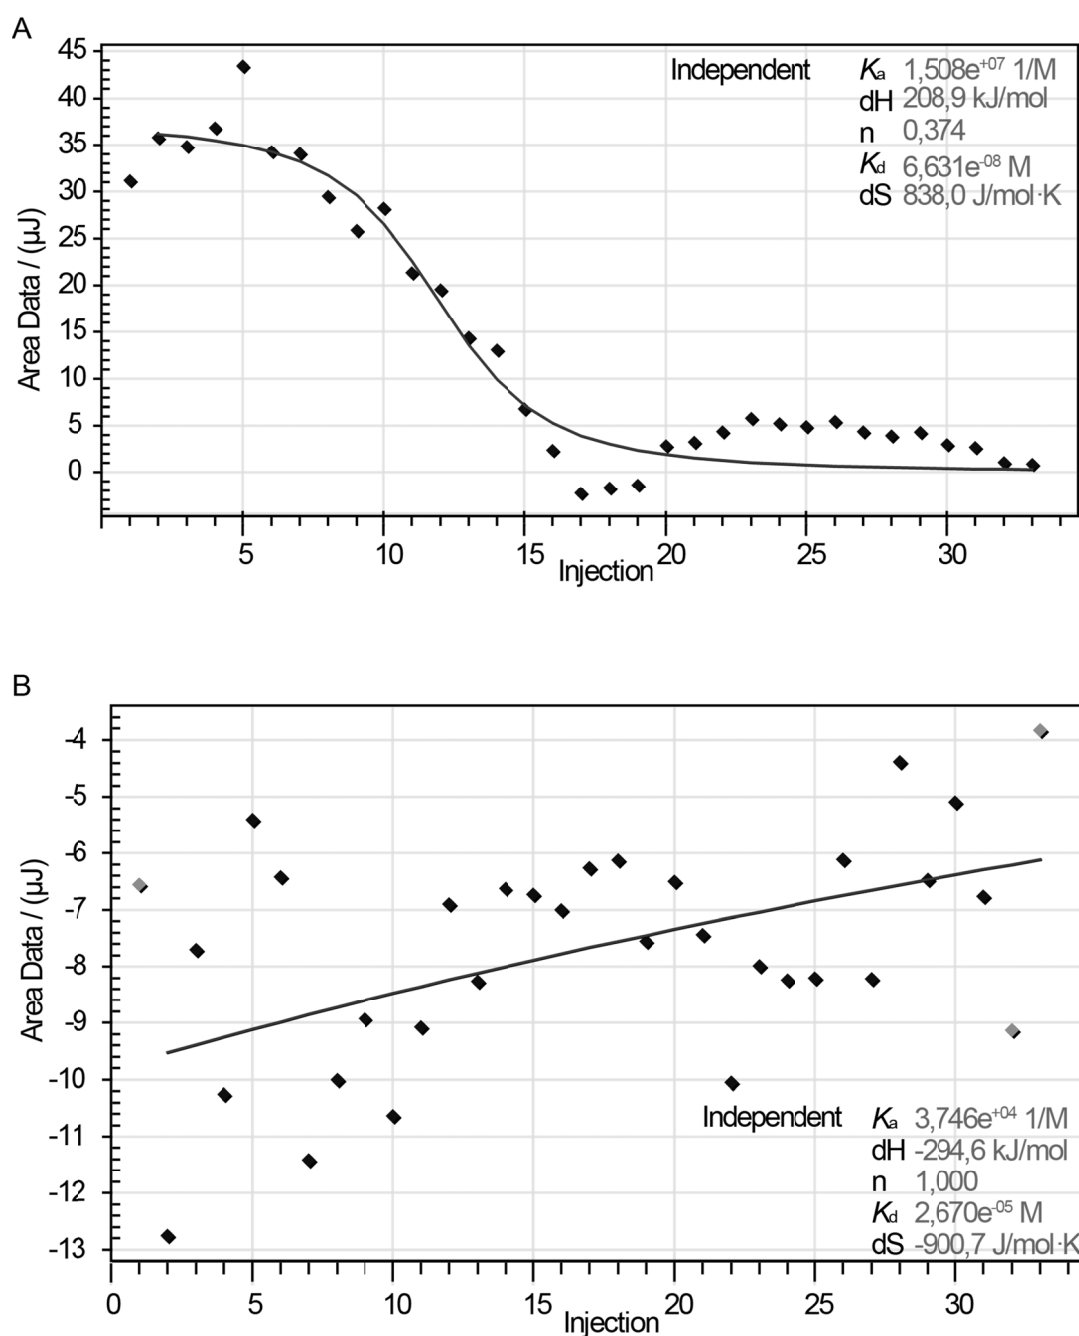 A
45
40
35
30
25
20
15
10
5
0
Area Data / (µJ)
Independent
Ka 1,508e+07 1/M
dH 208,9 kJ/mol
n 0,374
Kd 6,631e-08 M
dS 838,0 J/mol·K
5 10 15 20 25 30
Injection
B
-4
-5
-6
-7
-8
-9
-10
-11
-12
-13
Area Data / (µJ)
Independent
Ka 3,746e+04 1/M
dH -294,6 kJ/mol
n 1,000
Kd 2,670e-05 M
dS -900,7 J/mol·K
0 5 10 15 20 25 30
Injection